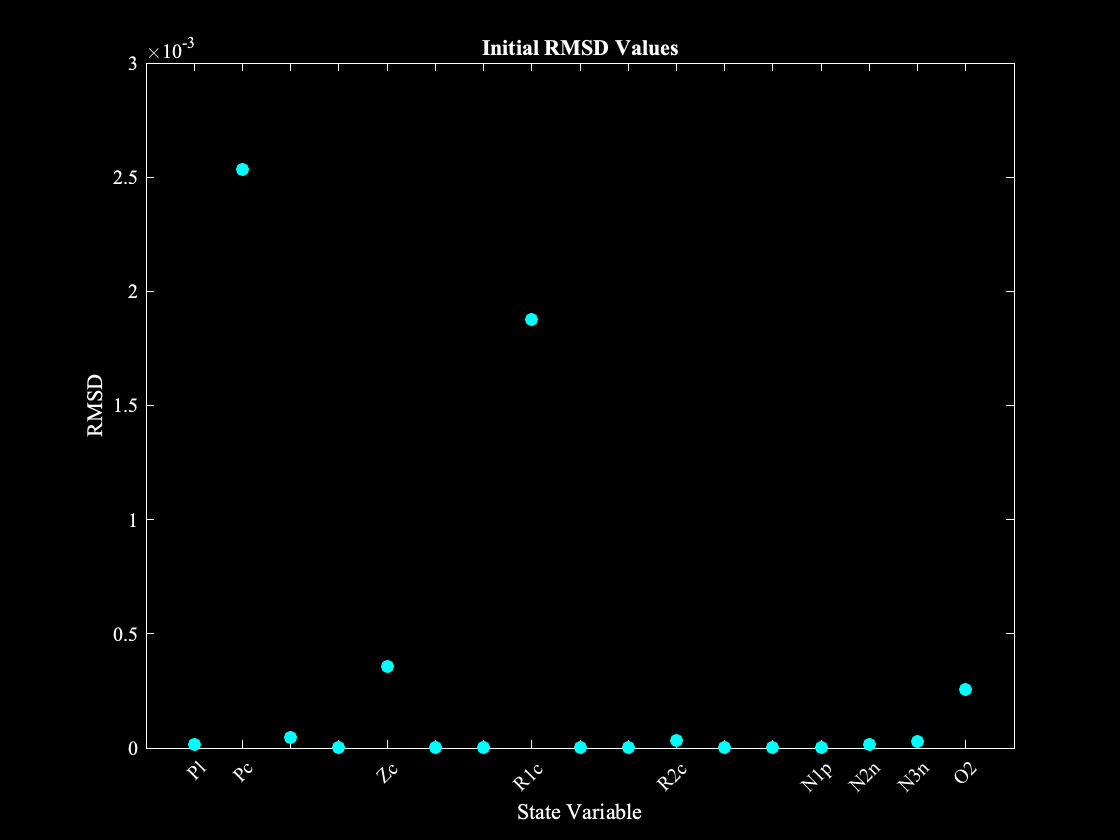 Initial RMSD Values
×10-3
3
2.5
2
1.5
1
0.5
0
RMSD
Pl Pc Zc R1c R2c N1p N2n N3n O2
State Variable